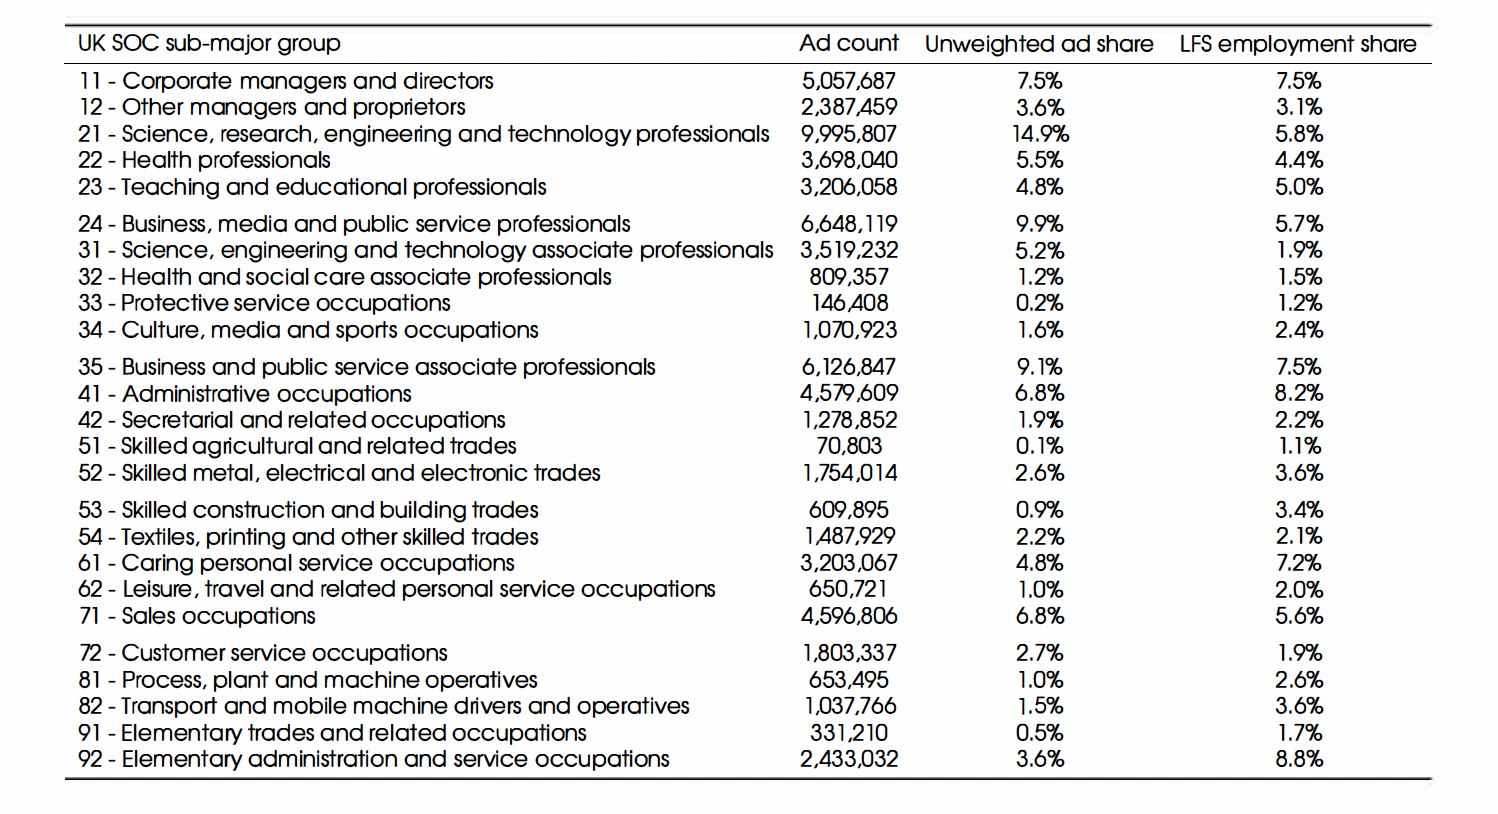 UK SOC sub-major group Ad count Unweighted ad share LFS employment share
11 - Corporate managers and directors 5,057,687 7.5% 7.5%
12 - Other managers and proprietors 2,387,459 3.6% 3.1%
21 - Science, research, engineering and technology professionals 9,995,807 14.9% 5.8%
22 - Health professionals 3,698,040 5.5% 4.4%
23 - Teaching and educational professionals 3,206,058 4.8% 5.0%
24 - Business, media and public service professionals 6,648,119 9.9% 5.7%
31 - Science, engineering and technology associate professionals 3,519,232 5.2% 1.9%
32 - Health and social care associate professionals 809,357 1.2% 1.5%
33 - Protective service occupations 146,408 0.2% 1.2%
34 - Culture, media and sports occupations 1,070,923 1.6% 2.4%
35 - Business and public service associate professionals 6,126,847 9.1% 7.5%
41 - Administrative occupations 4,579,609 6.8% 8.2%
42 - Secretarial and related occupations 1,278,852 1.9% 2.2%
51 - Skilled agricultural and related trades 70,803 0.1% 1.1%
52 - Skilled metal, electrical and electronic trades 1,754,014 2.6% 3.6%
53 - Skilled construction and building trades 609,895 0.9% 3.4%
54 - Textiles, printing and other skilled trades 1,487,929 2.2% 2.1%
61 - Caring personal service occupations 3,203,067 4.8% 7.2%
62 - Leisure, travel and related personal service occupations 650,721 1.0% 2.0%
71 - Sales occupations 4,596,806 6.8% 5.6%
72 - Customer service occupations 1,803,337 2.7% 1.9%
81 - Process, plant and machine operatives 653,495 1.0% 2.6%
82 - Transport and mobile machine drivers and operatives 1,037,766 1.5% 3.6%
91 - Elementary trades and related occupations 331,210 0.5% 1.7%
92 - Elementary administration and service occupations 2,433,032 3.6% 8.8%